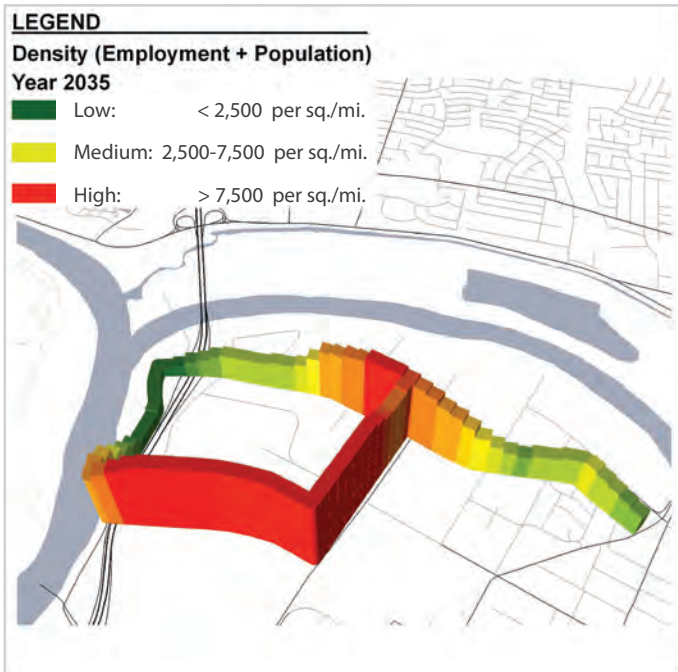 LEGEND
Density (Employment + Population)
Year 2035
Low: < 2,500 per sq./mi.
Medium: 2,500-7,500 per sq./mi.
High: > 7,500 per sq./mi.